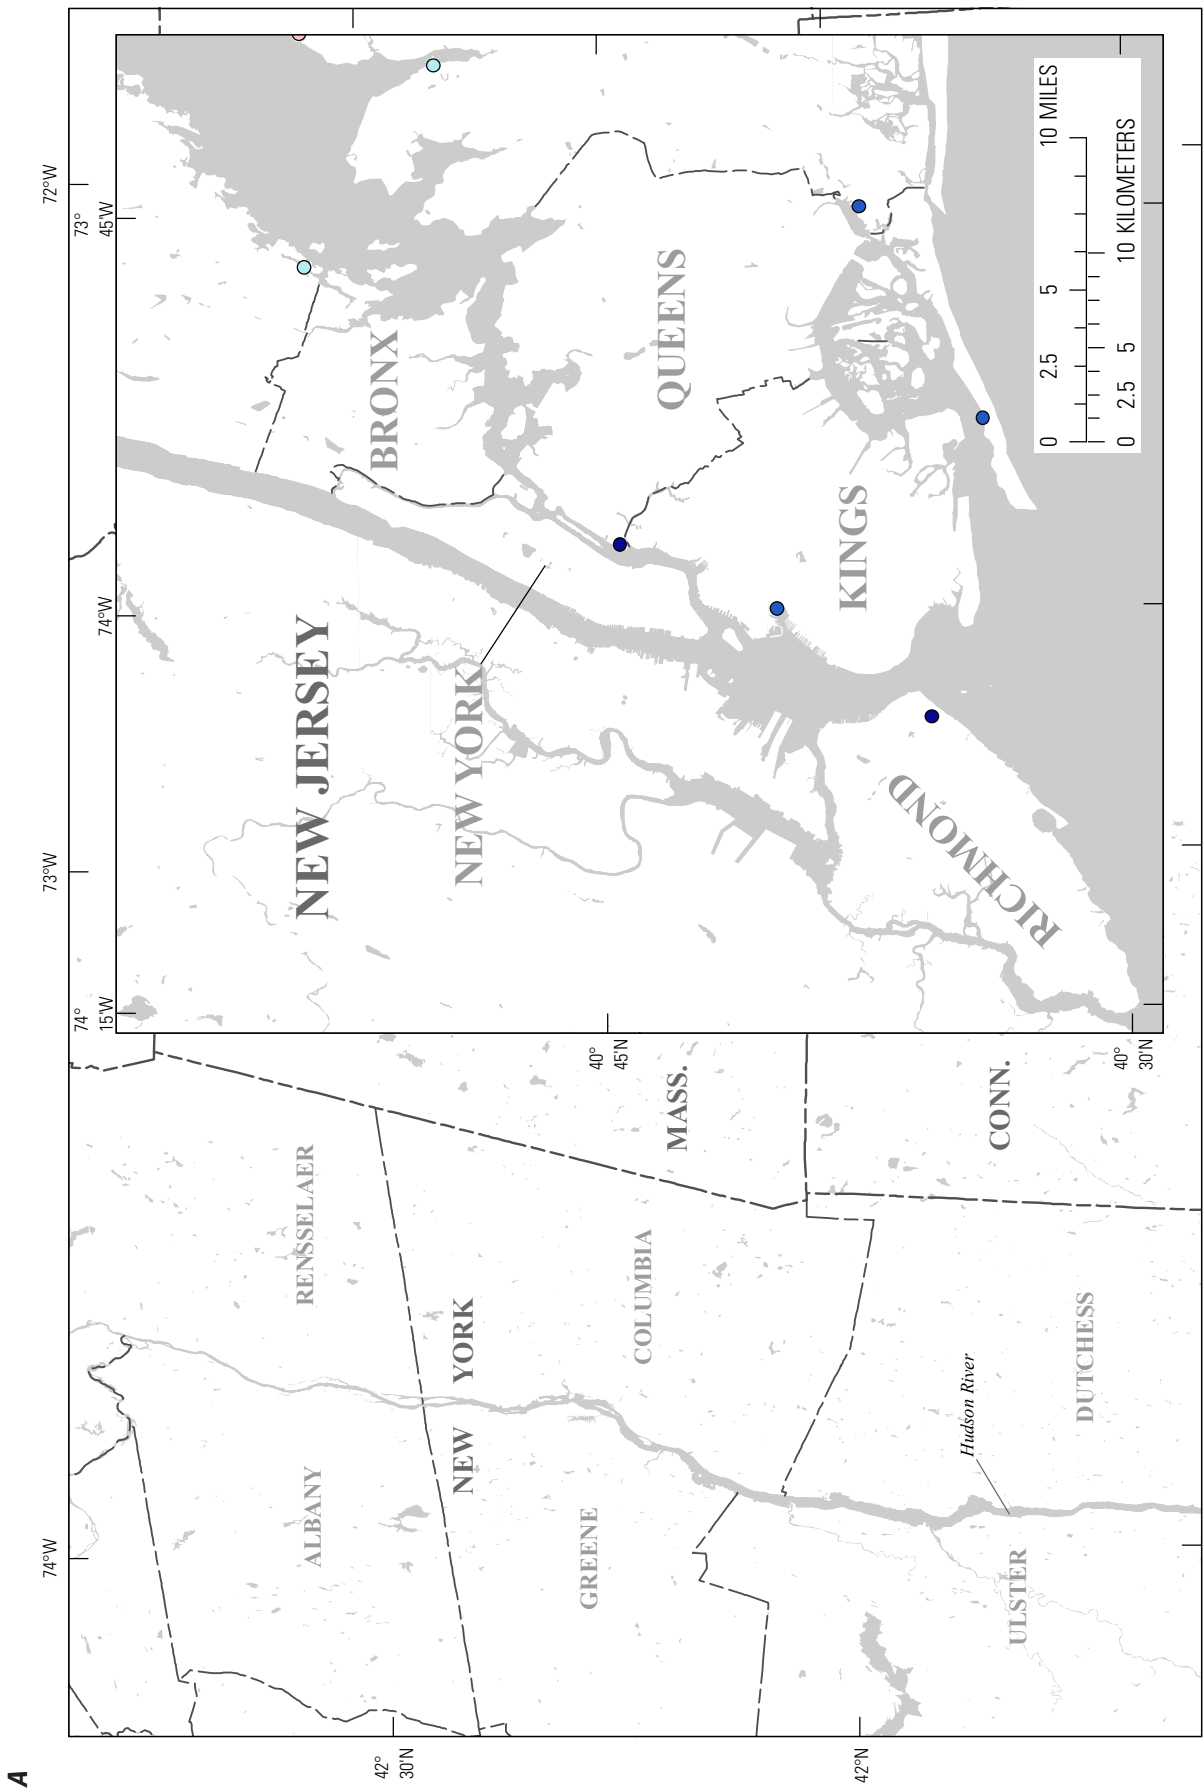 A
74°W
73°W
72°W
42°
30'N
42°N
ALBANY
RENSSELAER
NEW YORK
GREENE
COLUMBIA
MASS.
CONN.
ULSTER
DUTCHESS
Hudson River
74°
15'W
74°W
73°
45'W
40°
45'N
40°
30'N
NEW JERSEY
NEW YORK
BRONX
QUEENS
KINGS
RICHMOND
0 2.5 5 10 MILES
0 2.5 5 10 KILOMETERS